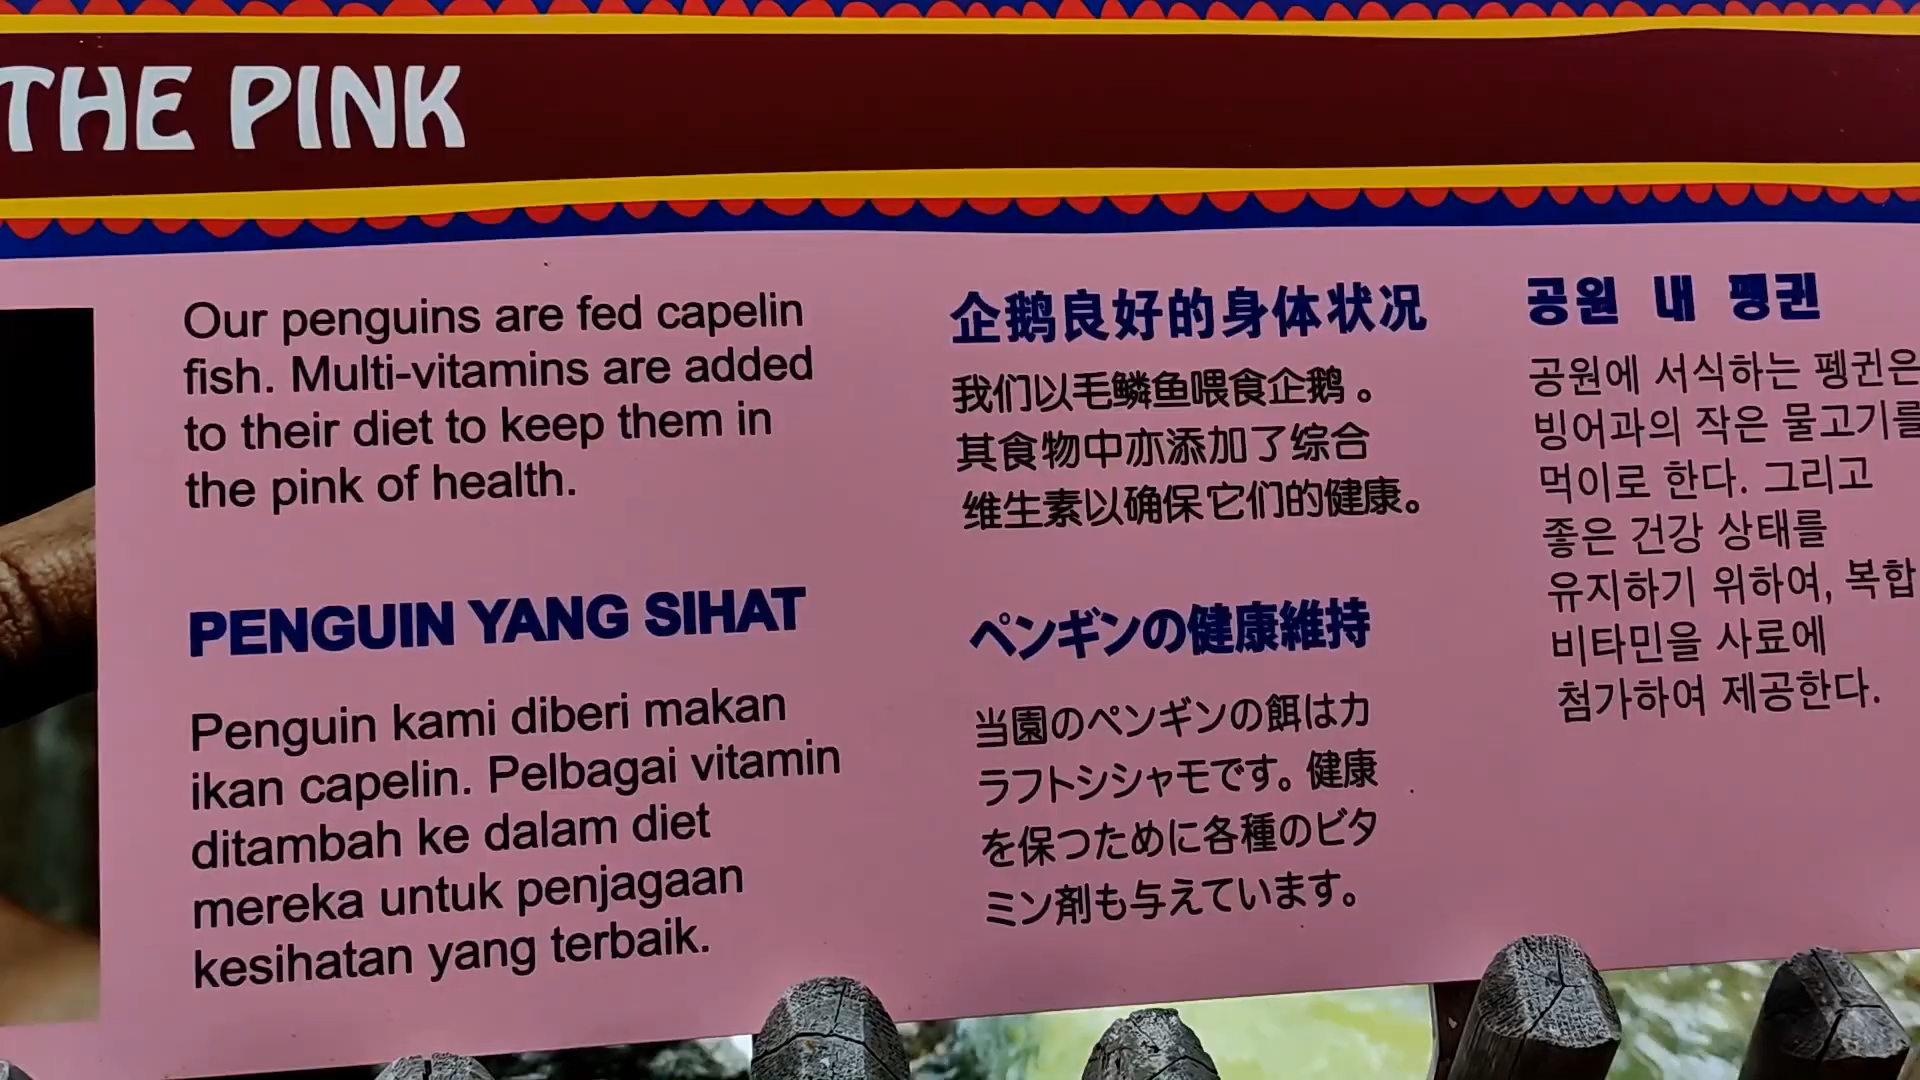 THE PINK
Our penguins are fed capelin
fish. Multi-vitamins are added
to their diet to keep them in
the pink of health.
PENGUIN YANG SIHAT
Penguin kami diberi makan
ikan capelin. Pelbagai vitamin
ditambah ke dalam diet
mereka untuk penjagaan
kesihatan yang terbaik.
企鹅良好的身体状况
我们以毛鳞鱼喂食企鹅。
其食物中亦添加了综合
维生素以确保它们的健康。
ペンギンの健康維持
当園のペンギンの餌はカ
ラフトシシャモです。健康
を保つために各種のビタ
ミン剤も与えています。
공원 내 펭귄
공원에 서식하는 펭귄은
빙어과의 작은 물고기를
먹이로 한다. 그리고
좋은 건강 상태를
유지하기 위하여, 복합
비타민을 사료에
첨가하여 제공한다.